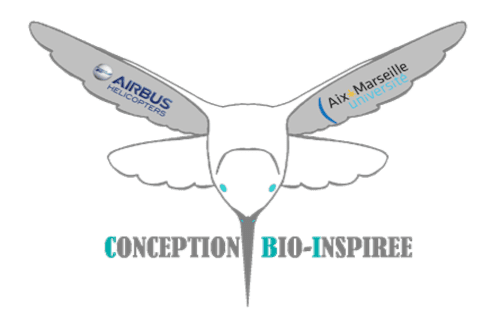 AIRBUS
HELICOPTERS
Aix*Marseille
université
CONCEPTION BIO-INSPIREE